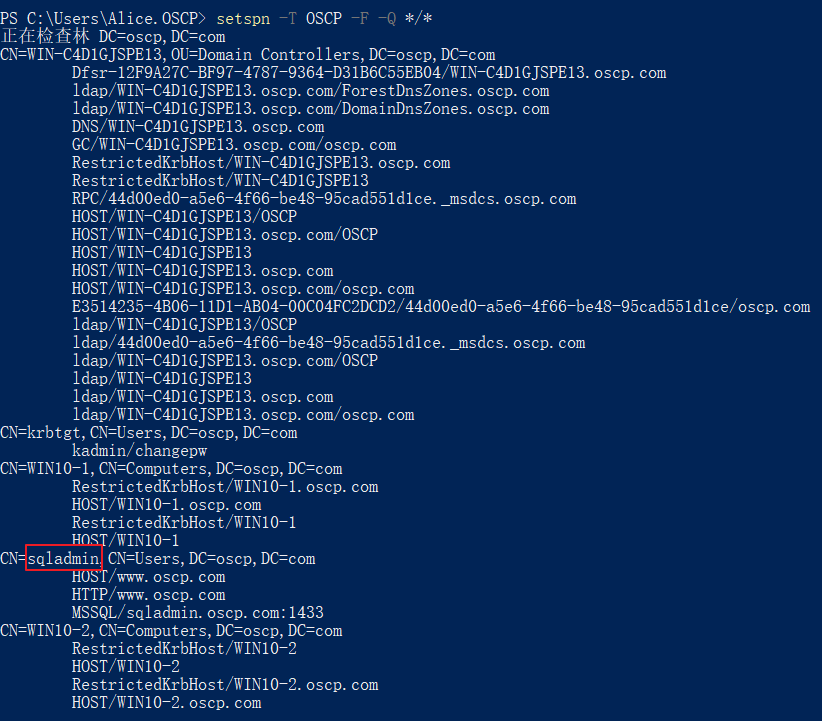 PS C:\Users\Alice.OSCP> setspn -T OSCP -F -Q */*
正在检查林 DC=oscp,DC=com
CN=WIN-C4D1GJSPE13,OU=Domain Controllers,DC=oscp,DC=com
Dfsr-12F9A27C-BF97-4787-9364-D31B6C55EB04/WIN-C4D1GJSPE13.oscp.com
ldap/WIN-C4D1GJSPE13.oscp.com/ForestDnsZones.oscp.com
ldap/WIN-C4D1GJSPE13.oscp.com/DomainDnsZones.oscp.com
DNS/WIN-C4D1GJSPE13.oscp.com
GC/WIN-C4D1GJSPE13.oscp.com/oscp.com
RestrictedKrbHost/WIN-C4D1GJSPE13.oscp.com
RestrictedKrbHost/WIN-C4D1GJSPE13
RPC/44d00ed0-a5e6-4f66-be48-95cad551d1ce._msdcs.oscp.com
HOST/WIN-C4D1GJSPE13/OSCP
HOST/WIN-C4D1GJSPE13.oscp.com/OSCP
HOST/WIN-C4D1GJSPE13
HOST/WIN-C4D1GJSPE13.oscp.com
HOST/WIN-C4D1GJSPE13.oscp.com/oscp.com
E3514235-4B06-11D1-AB04-00C04FC2DCD2/44d00ed0-a5e6-4f66-be48-95cad551d1ce/oscp.com
ldap/WIN-C4D1GJSPE13/OSCP
ldap/44d00ed0-a5e6-4f66-be48-95cad551d1ce._msdcs.oscp.com
ldap/WIN-C4D1GJSPE13.oscp.com/OSCP
ldap/WIN-C4D1GJSPE13
ldap/WIN-C4D1GJSPE13.oscp.com
ldap/WIN-C4D1GJSPE13.oscp.com/oscp.com
CN=krbtgt,CN=Users,DC=oscp,DC=com
kadmin/changepw
CN=WIN10-1,CN=Computers,DC=oscp,DC=com
RestrictedKrbHost/WIN10-1.oscp.com
HOST/WIN10-1.oscp.com
RestrictedKrbHost/WIN10-1
HOST/WIN10-1
CN=sqladmin,CN=Users,DC=oscp,DC=com
HOST/www.oscp.com
HTTP/www.oscp.com
MSSQL/sqladmin.oscp.com:1433
CN=WIN10-2,CN=Computers,DC=oscp,DC=com
RestrictedKrbHost/WIN10-2
HOST/WIN10-2
RestrictedKrbHost/WIN10-2.oscp.com
HOST/WIN10-2.oscp.com